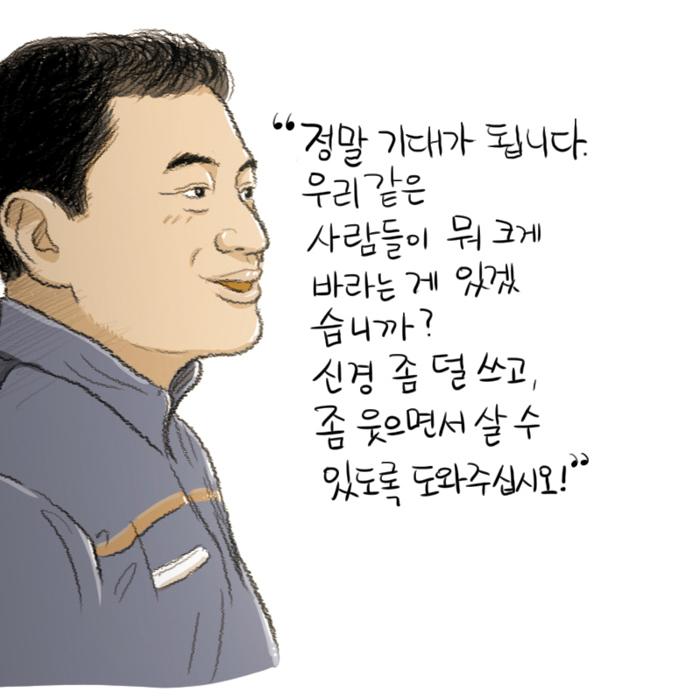 “정말 기대가 됩니다.
우리 같은
사람들이 뭐 크게
바라는 게 있겠
습니까?
신경 좀 덜 쓰고,
좀 웃으면서 살 수
있도록 도와주십시오!”